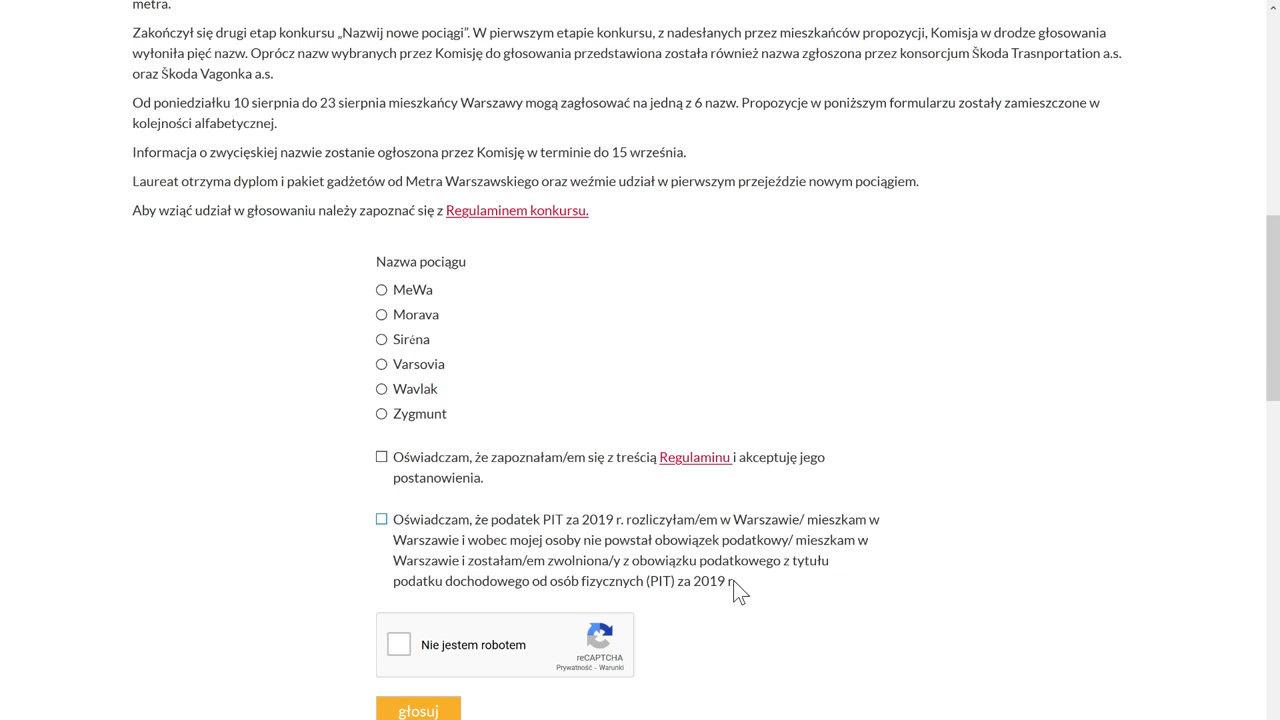 metra.
Zakończył się drugi etap konkursu „Nazwij nowe pociągi”. W pierwszym etapie konkursu, z nadesłanych przez mieszkańców propozycji, Komisja w drodze głosowania
wyłoniła pięć nazw. Oprócz nazw wybranych przez Komisję do głosowania przedstawiona została również nazwa zgłoszona przez konsorcjum Škoda Trasnportation a.s.
oraz Škoda Vagonka a.s.
Od poniedziałku 10 sierpnia do 23 sierpnia mieszkańcy Warszawy mogą zagłosować na jedną z 6 nazw. Propozycje w poniższym formularzu zostały zamieszczone w
kolejności alfabetycznej.
Informacja o zwycięskiej nazwie zostanie ogłoszona przez Komisję w terminie do 15 września.
Laureat otrzyma dyplom i pakiet gadżetów od Metra Warszawskiego oraz weźmie udział w pierwszym przejeździe nowym pociągiem.
Aby wziąć udział w głosowaniu należy zapoznać się z Regulaminem konkursu.
Nazwa pociągu
MeWa
Morava
Sirėna
Varsovia
Wavlak
Zygmunt
Oświadczam, że zapoznałam/em się z treścią Regulaminu i akceptuję jego
postanowienia.
Oświadczam, że podatek PIT za 2019 r. rozliczyłam/em w Warszawie/ mieszkam w
Warszawie i wobec mojej osoby nie powstał obowiązek podatkowy/ mieszkam w
Warszawie i zostałam/em zwolniona/y z obowiązku podatkowego z tytułu
podatku dochodowego od osób fizycznych (PIT) za 2019 r.
Nie jestem robotem
reCAPTCHA
Prywatność - Warunki
głosuj